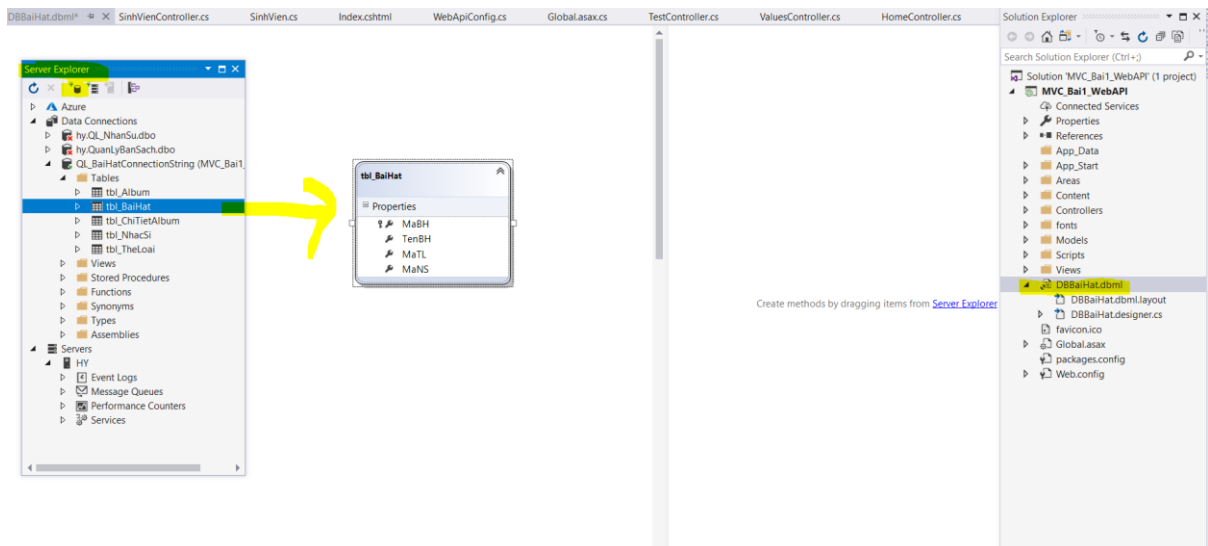 DBBaiHat.dbml*
SinhVienController.cs
SinhVien.cs
Index.cshtml
WebApiConfig.cs
Global.asax.cs
TestController.cs
ValuesController.cs
HomeController.cs
Server Explorer
Azure
Data Connections
hy.QL_NhanSu.dbo
hy.QuanLyBanSach.dbo
QL_BaiHatConnectionString (MVC_Bai1_
Tables
tbl_Album
tbl_BaiHat
tbl_ChiTietAlbum
tbl_NhacSi
tbl_TheLoai
Views
Stored Procedures
Functions
Synonyms
Types
Assemblies
Servers
HY
Event Logs
Message Queues
Performance Counters
Services
tbl_BaiHat
Properties
MaBH
TenBH
MaTL
MaNS
Create methods by dragging items from Server Explorer
Solution Explorer
Search Solution Explorer (Ctrl+;)
Solution 'MVC_Bai1_WebAPI' (1 project)
MVC_Bai1_WebAPI
Connected Services
Properties
References
App_Data
App_Start
Areas
Content
Controllers
fonts
Models
Scripts
Views
DBBaiHat.dbml
DBBaiHat.dbml.layout
DBBaiHat.designer.cs
favicon.ico
Global.asax
packages.config
Web.config